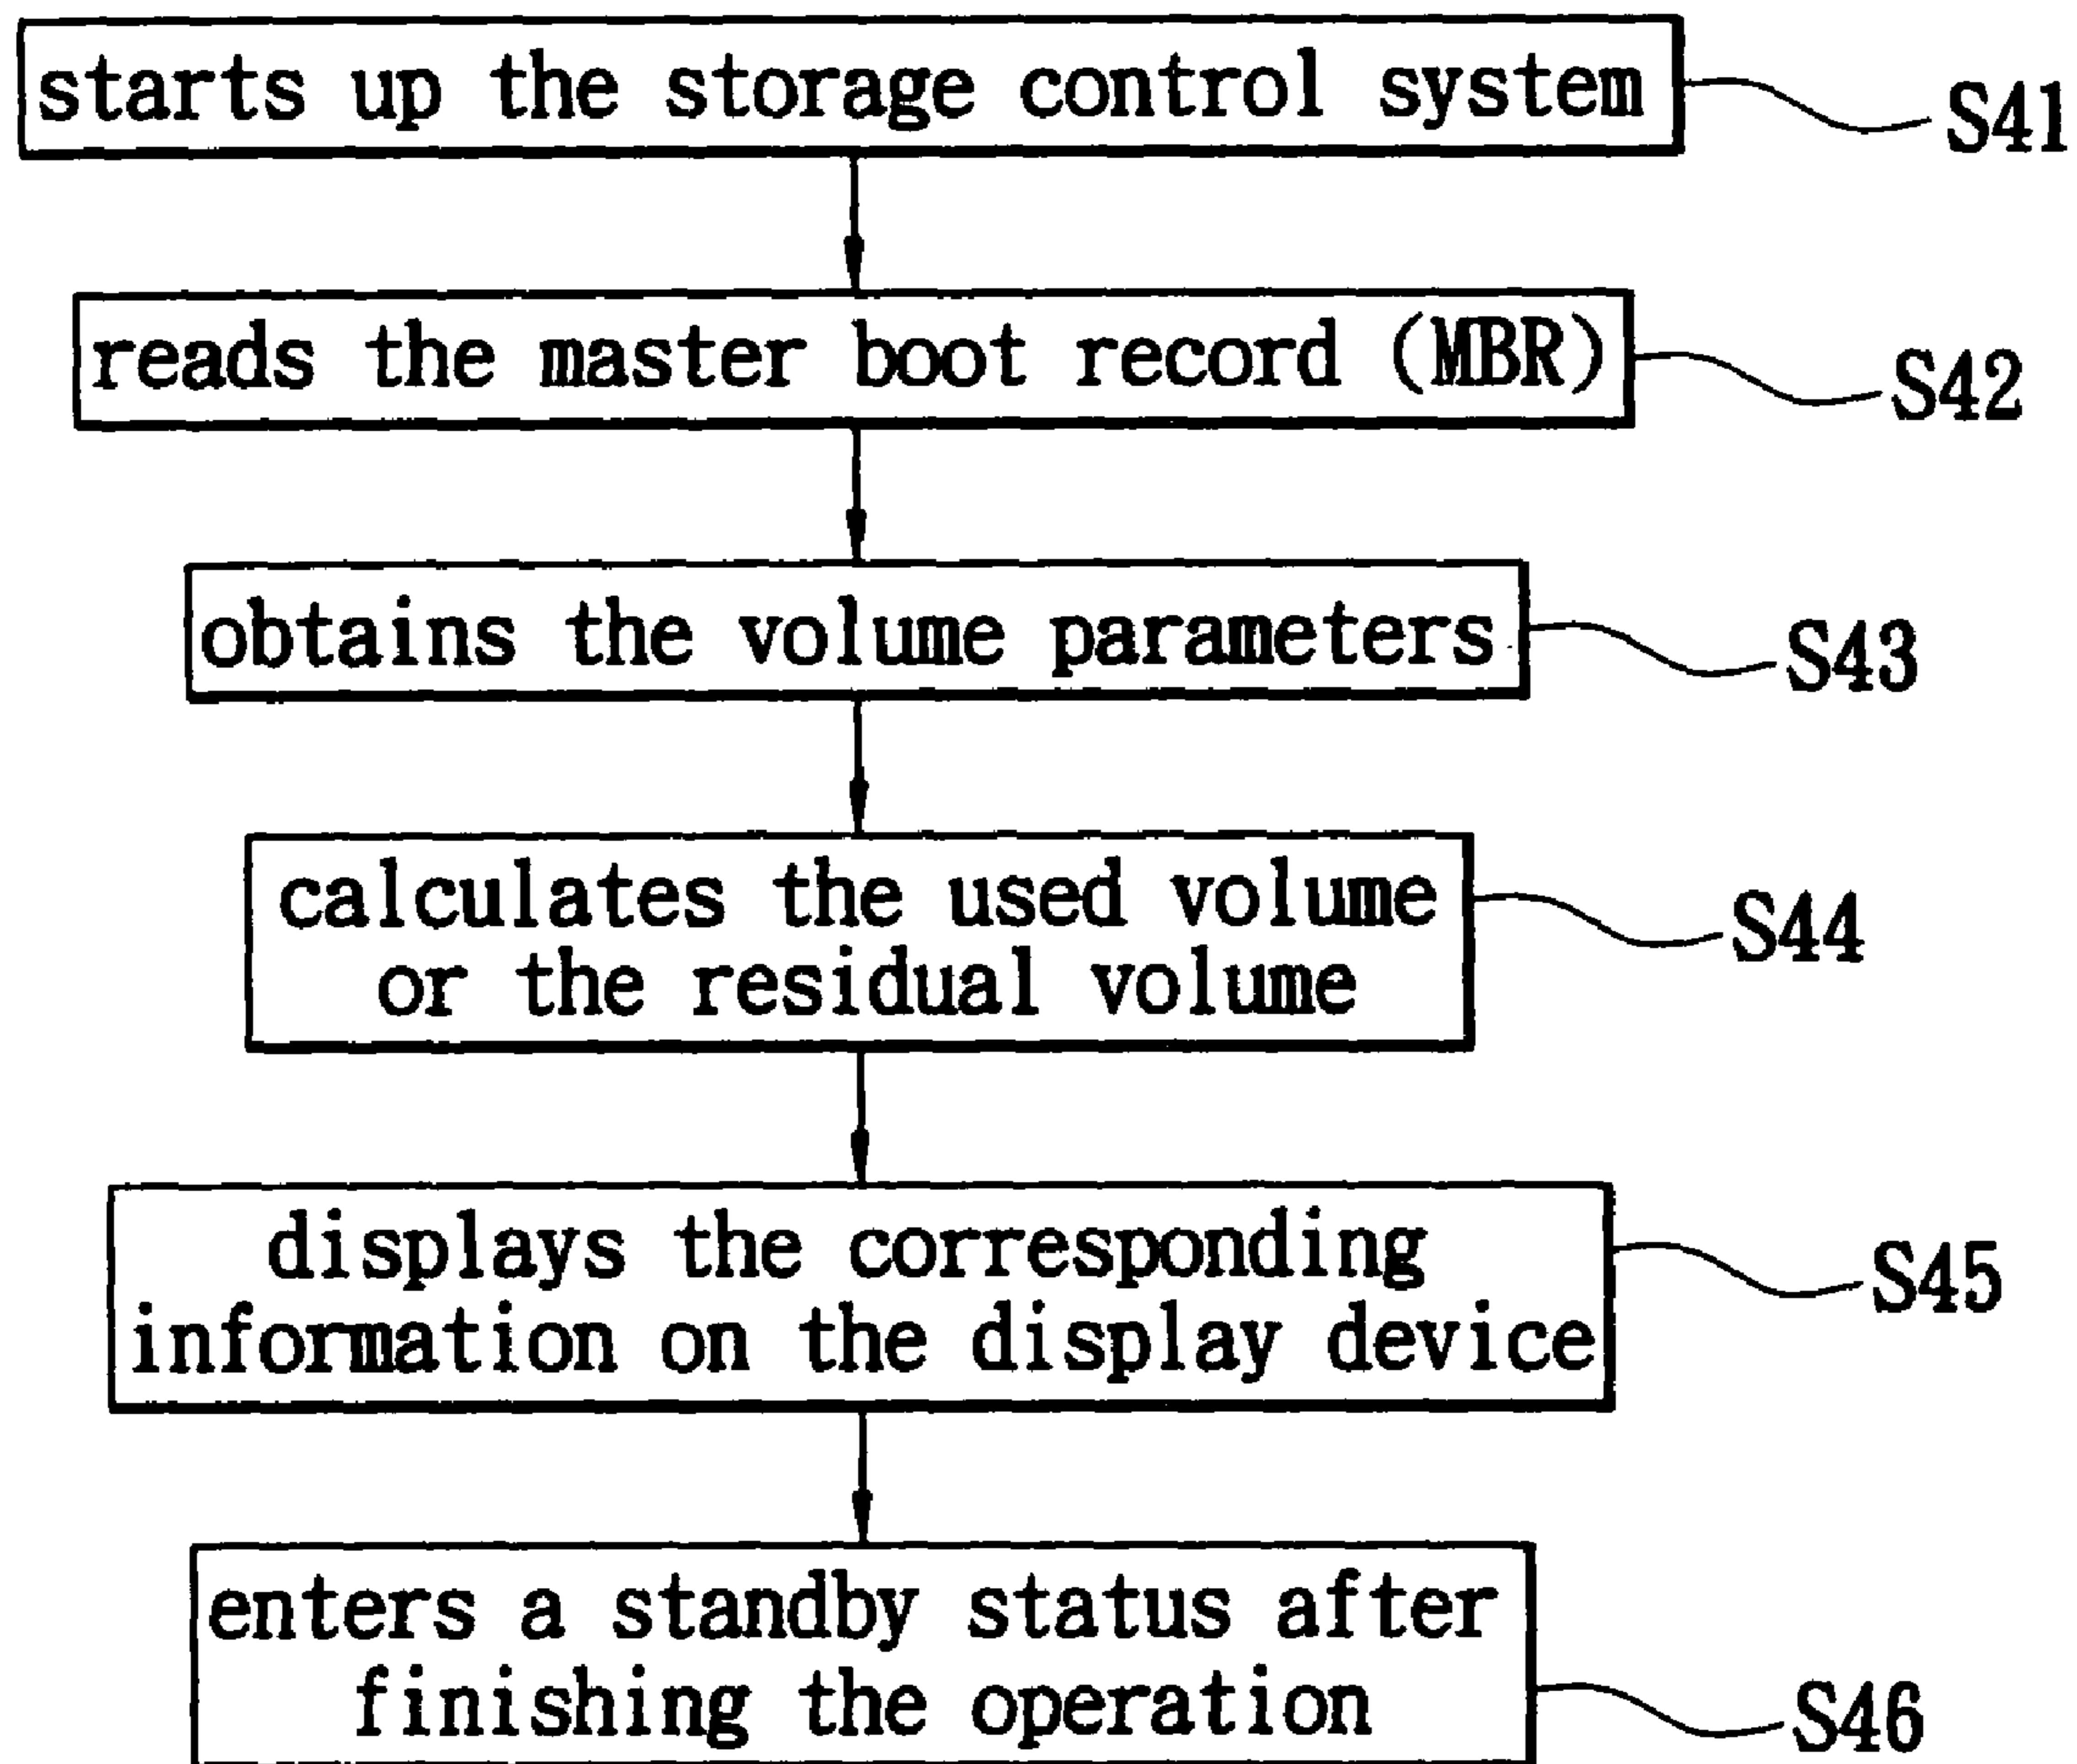 starts up the storage control system
S41
reads the master boot record (MBR)
S42
obtains the volume parameters
S43
calculates the used volume
or the residual volume
S44
displays the corresponding
information on the display device
S45
enters a standby status after
finishing the operation
S46